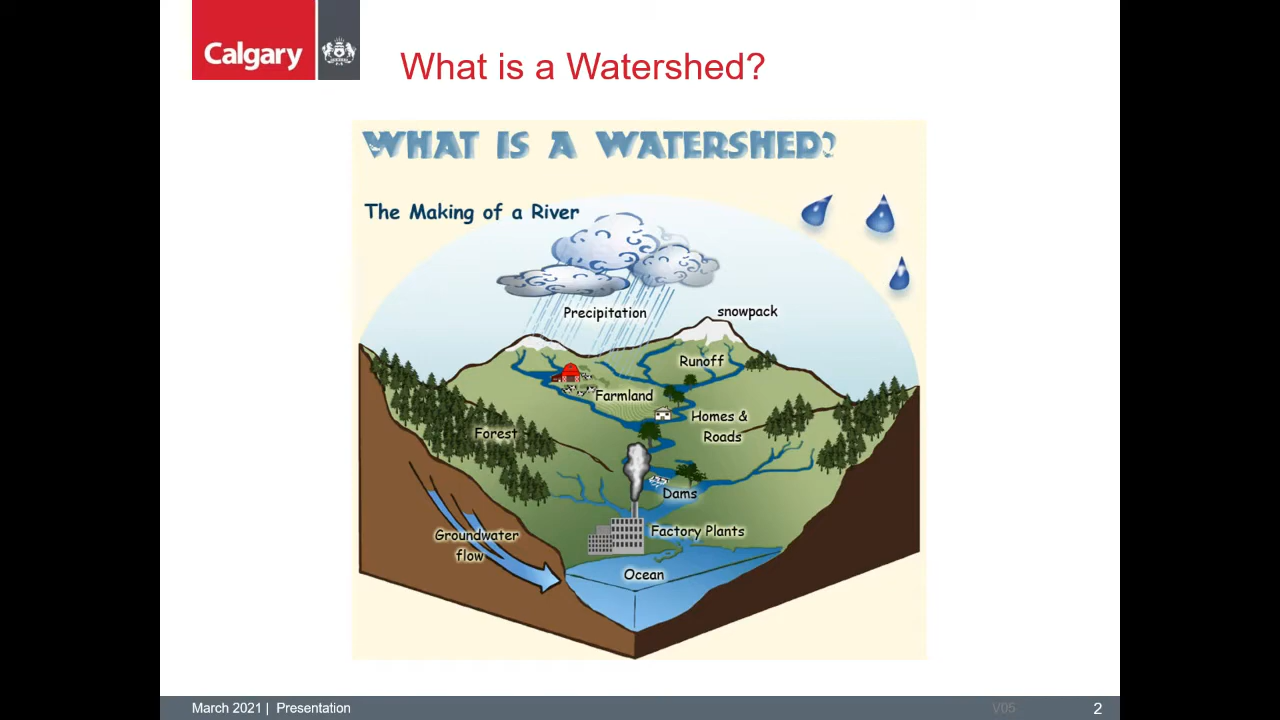 Calgary
What is a Watershed?
WHAT IS A WATERSHED?
The Making of a River
Precipitation
snowpack
Runoff
Farmland
Homes &
Roads
Forest
Dams
Factory Plants
Groundwater
flow
Ocean
March 2021 | Presentation
V05
2